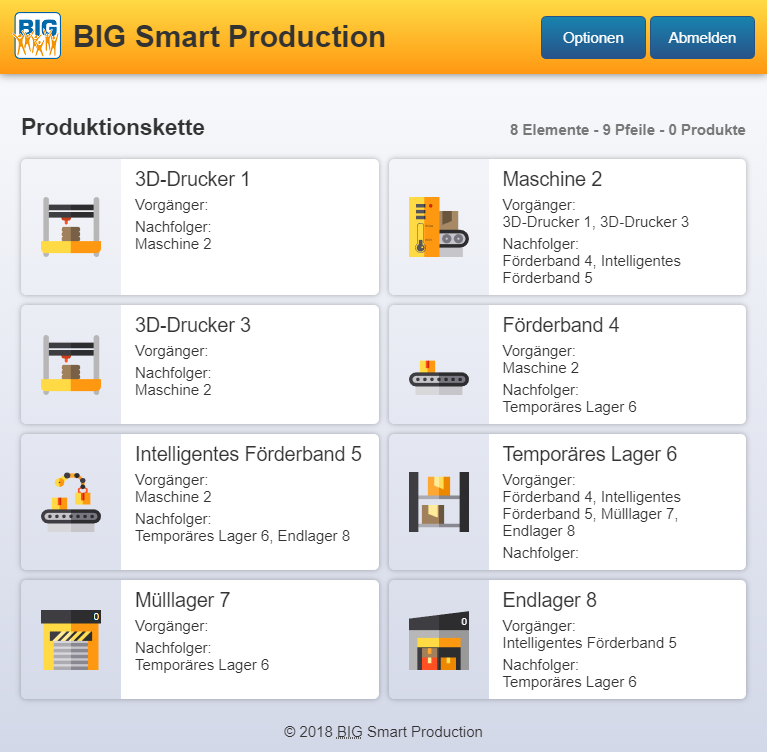 BIG
BIG Smart Production
Optionen
Abmelden
Produktionskette
8 Elemente - 9 Pfeile - 0 Produkte
3D-Drucker 1
Vorgänger:
Nachfolger:
Maschine 2
Maschine 2
Vorgänger:
3D-Drucker 1, 3D-Drucker 3
Nachfolger:
Förderband 4, Intelligentes
Förderband 5
3D-Drucker 3
Vorgänger:
Nachfolger:
Maschine 2
Förderband 4
Vorgänger:
Maschine 2
Nachfolger:
Temporäres Lager 6
Intelligentes Förderband 5
Vorgänger:
Maschine 2
Nachfolger:
Temporäres Lager 6, Endlager 8
Temporäres Lager 6
Vorgänger:
Förderband 4, Intelligentes
Förderband 5, Mülllager 7,
Endlager 8
Nachfolger:
0
Mülllager 7
Vorgänger:
Nachfolger:
Temporäres Lager 6
0
Endlager 8
Vorgänger:
Intelligentes Förderband 5
Nachfolger:
Temporäres Lager 6
© 2018 BIG Smart Production